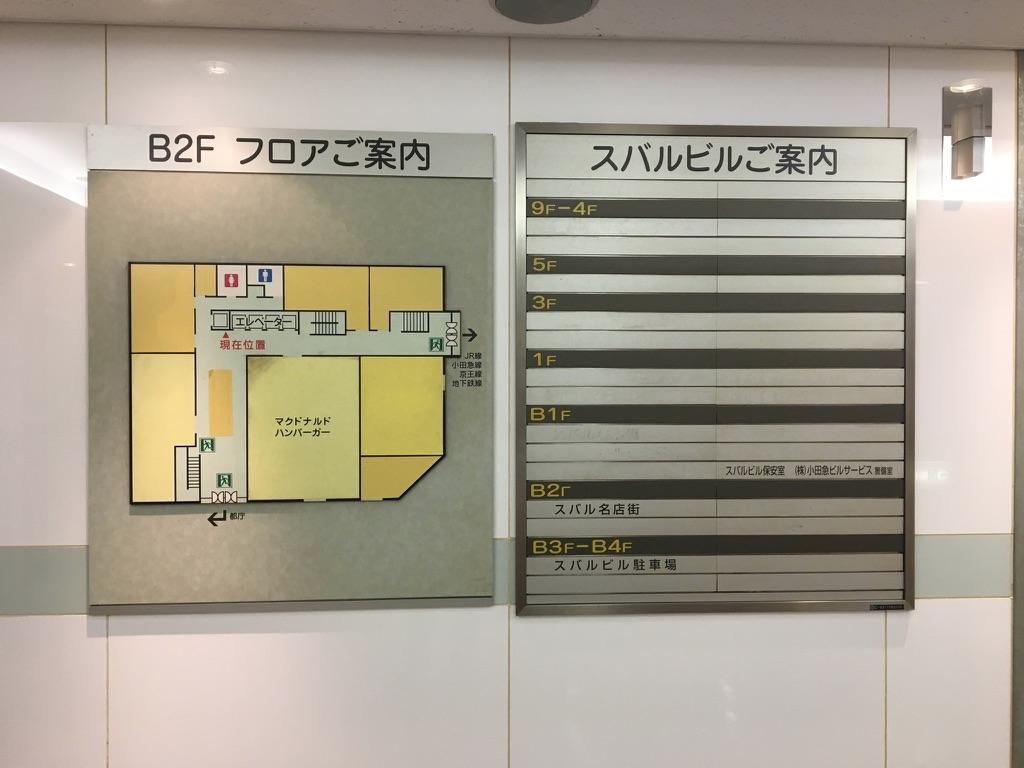 B2F フロアご案内
エレベーター
現在位置
JR線
小田急線
京王線
地下鉄線
マクドナルド
ハンバーガー
都庁
スバルビルご案内
9F-4F
5F
3F
1F
B1F
スバルビル保安室 (株)小田急ビルサービス 警備室
B2F
スバル名店街
B3F-B4F
スバルビル駐車場